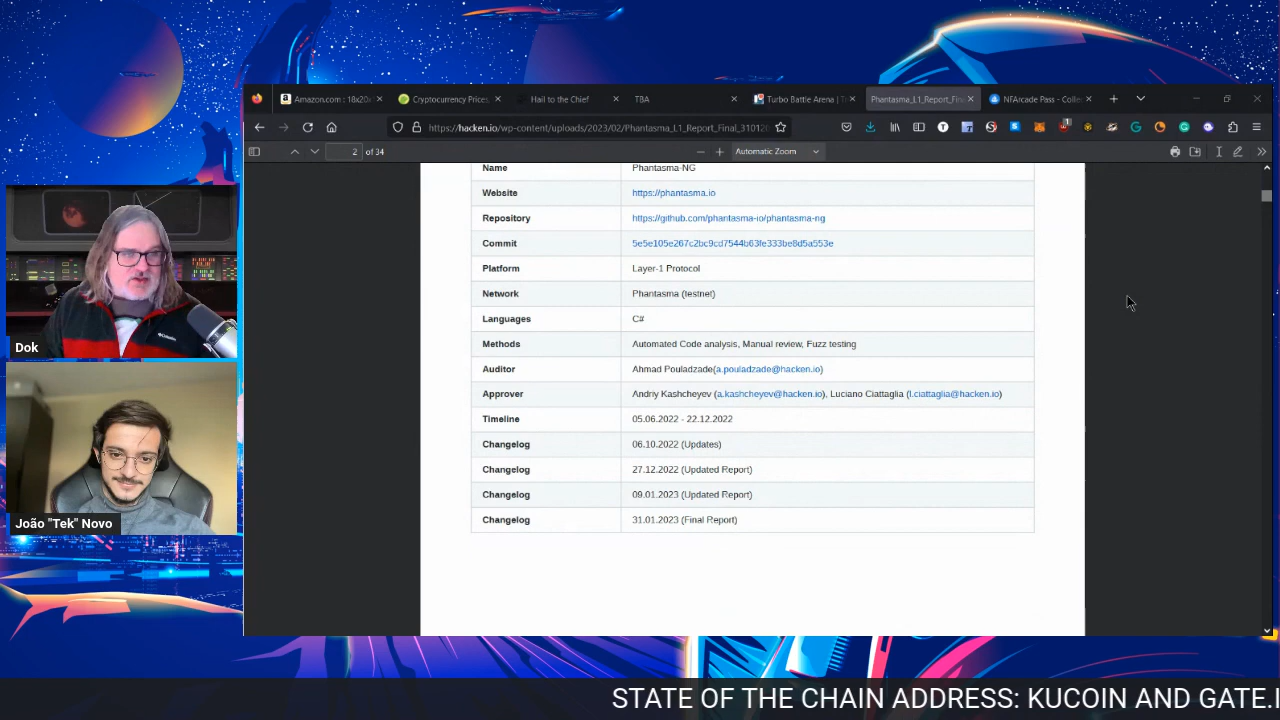 Amazon.com : 18x20
Cryptocurrency Prices,
Hail to the Chief
TBA
Turbo Battle Arena | T
Phantasma_L1_Report_Fin
NFArcade Pass - Colle
https://hacken.io/wp-content/uploads/2023/02/Phantasma_L1_Report_Final_31012
1
2 of 34
Automatic Zoom
Name Phantasma-NG
Website https://phantasma.io
Repository https://github.com/phantasma-io/phantasma-ng
Commit 5e5e105e267c2bc9cd7544b63fe333be8d5a553e
Platform Layer-1 Protocol
Network Phantasma (testnet)
Languages C#
Methods Automated Code analysis, Manual review, Fuzz testing
Auditor Ahmad Pouladzade(a.pouladzade@hacken.io)
Approver Andriy Kashcheyev (a.kashcheyev@hacken.io), Luciano Ciattaglia (l.ciattaglia@hacken.io)
Timeline 05.06.2022 - 22.12.2022
Changelog 06.10.2022 (Updates)
Changelog 27.12.2022 (Updated Report)
Changelog 09.01.2023 (Updated Report)
Changelog 31.01.2023 (Final Report)
Dok
João "Tek" Novo
STATE OF THE CHAIN ADDRESS: KUCOIN AND GATE.I